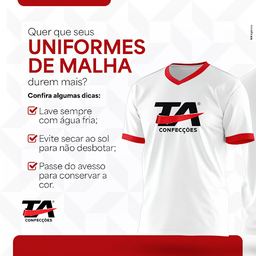 Quer que seus
UNIFORMES
DE MALHA
durem mais?
Confira algumas dicas:
Lave sempre
com água fria;
Evite secar ao sol
para não desbotar;
Passe do avesso
para conservar a
cor.
TA®
CONFECÇÕES
TA
CONFECÇÕES